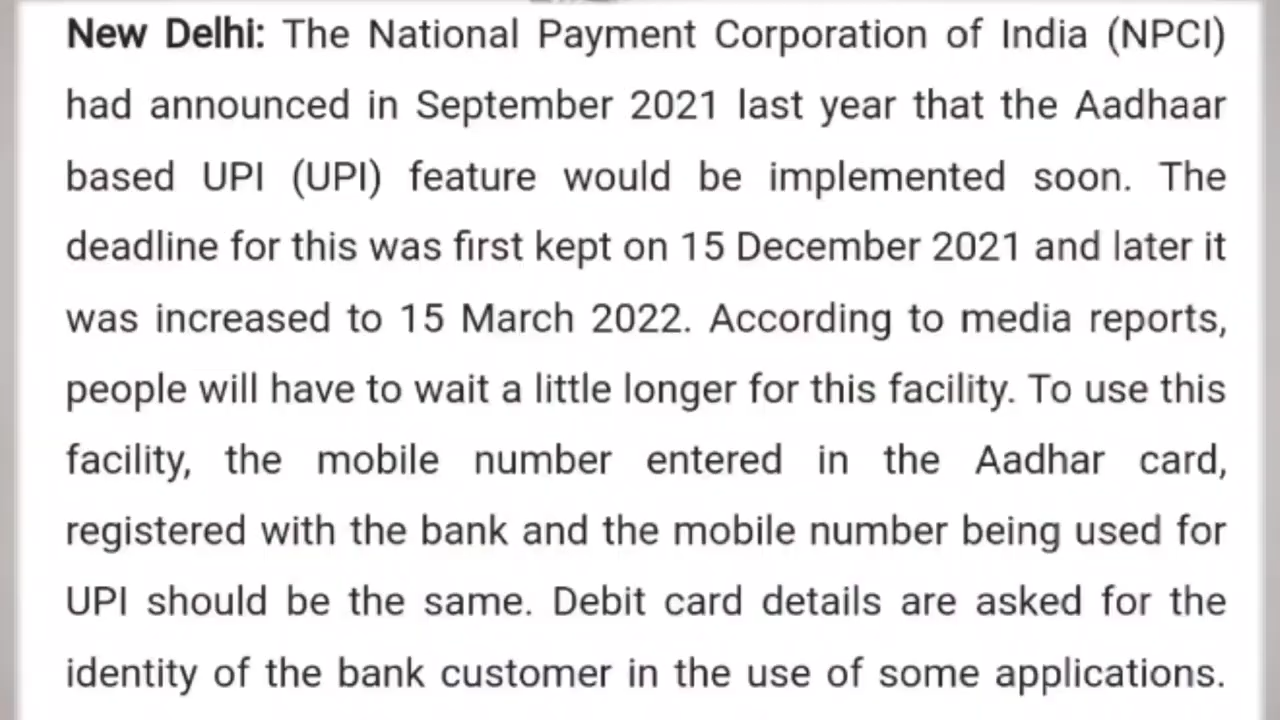 New Delhi: The National Payment Corporation of India (NPCI)
had announced in September 2021 last year that the Aadhaar
based UPI (UPI) feature would be implemented soon. The
deadline for this was first kept on 15 December 2021 and later it
was increased to 15 March 2022. According to media reports,
people will have to wait a little longer for this facility. To use this
facility, the mobile number entered in the Aadhar card,
registered with the bank and the mobile number being used for
UPI should be the same. Debit card details are asked for the
identity of the bank customer in the use of some applications.